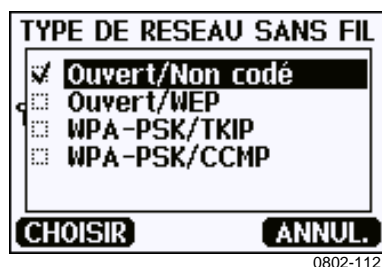 TYPE DE RESEAU SANS FIL
Ouvert/Non codé
Ouvert/WEP
WPA-PSK/TKIP
WPA-PSK/CCMP
CHOISIR ANNUL.
0802-112